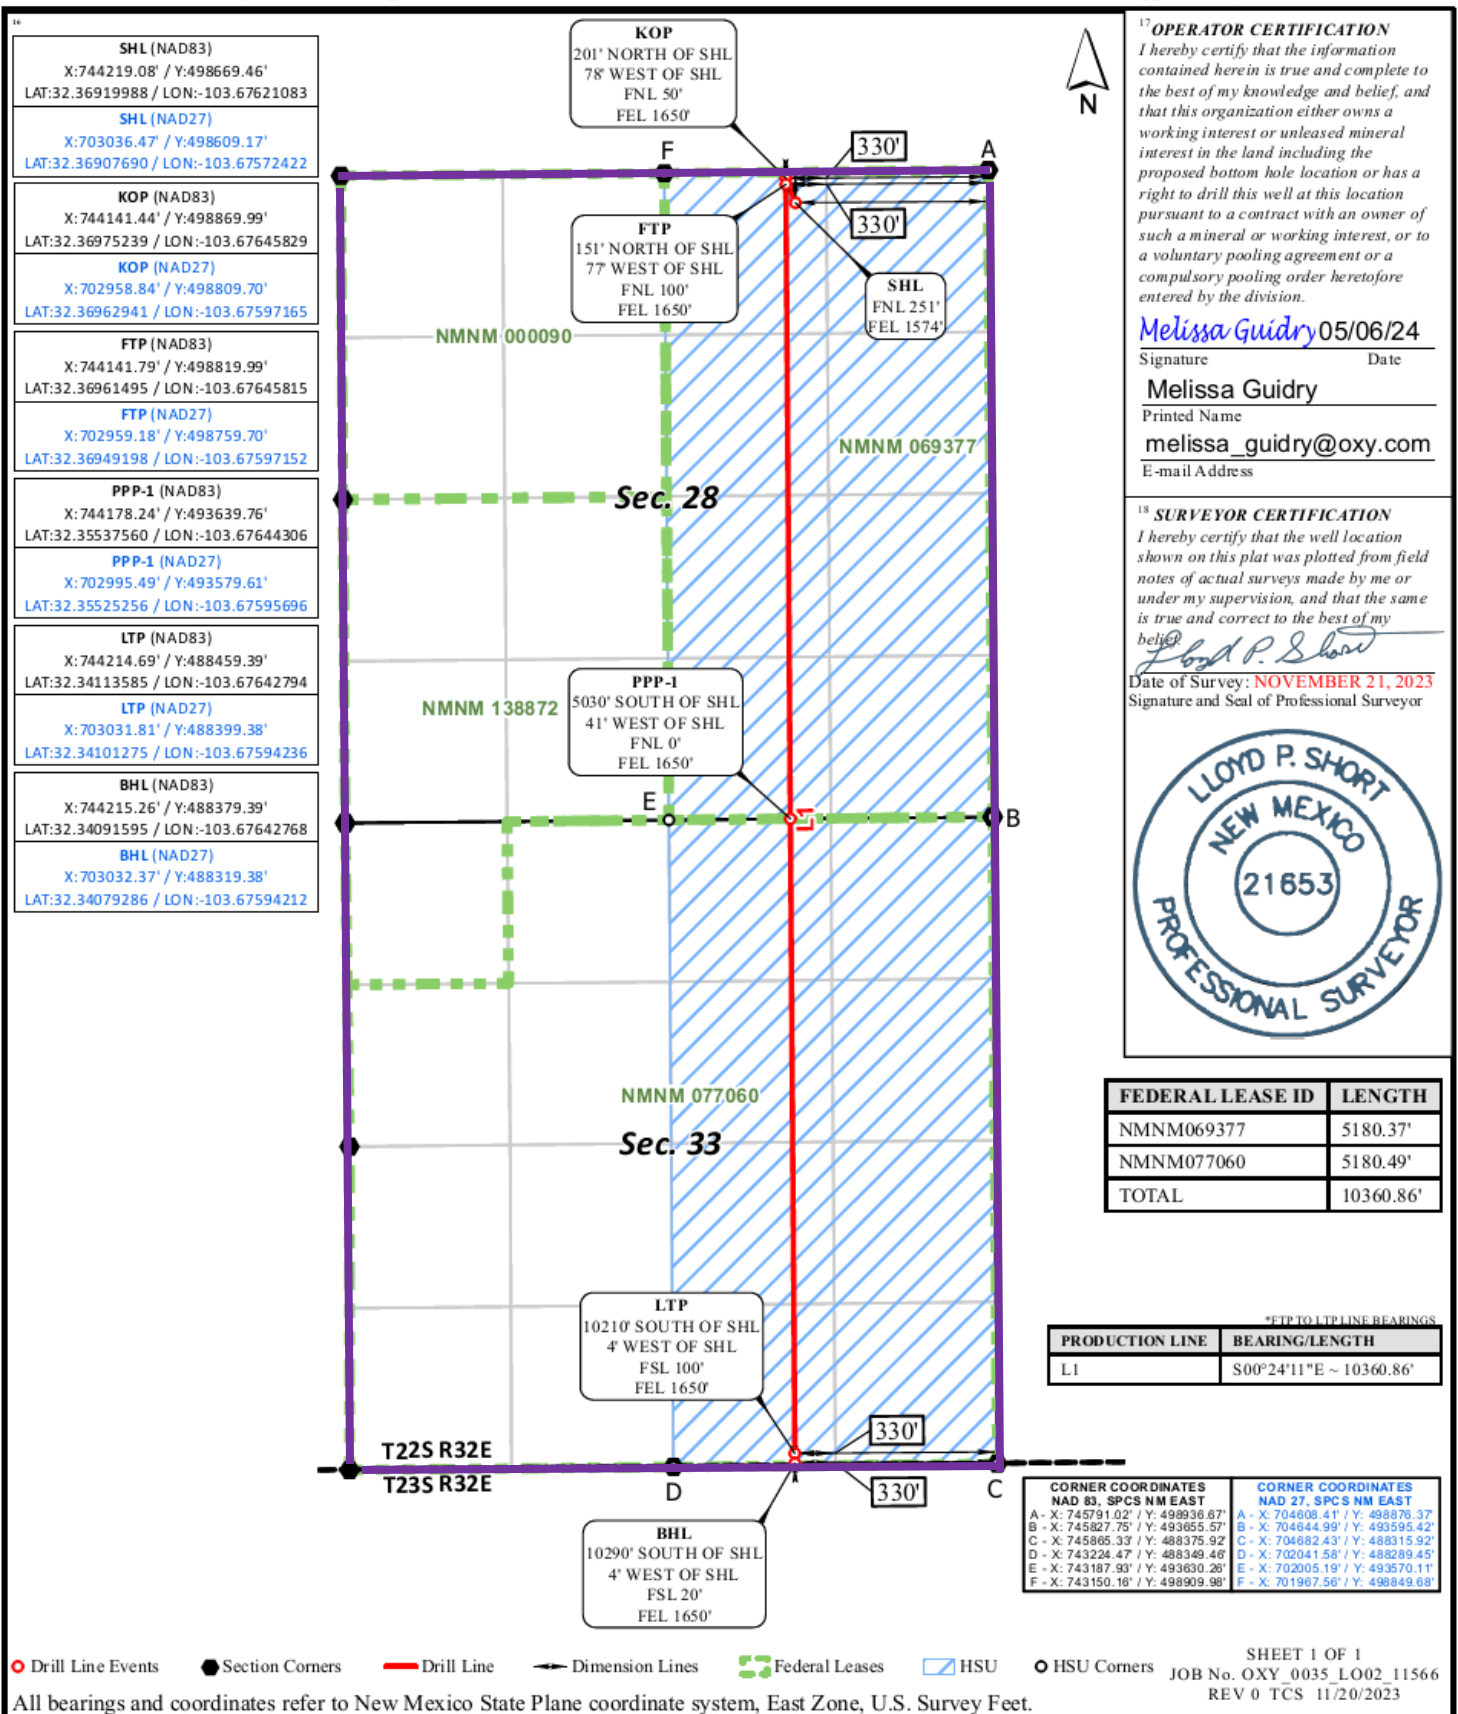 16
SHL (NAD83)
X:744219.08' / Y:498669.46'
LAT:32.36919988 / LON:-103.67621083
SHL (NAD27)
X:703036.47' / Y:498609.17'
LAT:32.36907690 / LON:-103.67572422
KOP (NAD83)
X:744141.44' / Y:498869.99'
LAT:32.36975239 / LON:-103.67645829
KOP (NAD27)
X:702958.84' / Y:498809.70'
LAT:32.36962941 / LON:-103.67597165
FTP (NAD83)
X:744141.79' / Y:498819.99'
LAT:32.36961495 / LON:-103.67645815
FTP (NAD27)
X:702959.18' / Y:498759.70'
LAT:32.36949198 / LON:-103.67597152
PPP-1 (NAD83)
X:744178.24' / Y:493639.76'
LAT:32.35537560 / LON:-103.67644306
PPP-1 (NAD27)
X:702995.49' / Y:493579.61'
LAT:32.35525256 / LON:-103.67595696
LTP (NAD83)
X:744214.69' / Y:488459.39'
LAT:32.34113585 / LON:-103.67642794
LTP (NAD27)
X:703031.81' / Y:488399.38'
LAT:32.34101275 / LON:-103.67594236
BHL (NAD83)
X:744215.26' / Y:488379.39'
LAT:32.34091595 / LON:-103.67642768
BHL (NAD27)
X:703032.37' / Y:488319.38'
LAT:32.34079286 / LON:-103.67594212
KOP
201' NORTH OF SHL
78' WEST OF SHL
FNL 50'
FEL 1650'
N
F
330'
A
FTP
151' NORTH OF SHL
77' WEST OF SHL
FNL 100'
FEL 1650'
330'
SHL
FNL 251'
FEL 1574'
NMNM 000090
NMNM 069377
Sec. 28
NMNM 138872
PPP-1
5030' SOUTH OF SHL
41' WEST OF SHL
FNL 0'
FEL 1650'
E
L1
B
NMNM 077060
Sec. 33
LTP
10210' SOUTH OF SHL
4' WEST OF SHL
FSL 100'
FEL 1650'
330'
T22S R32E
T23S R32E
D
330'
C
BHL
10290' SOUTH OF SHL
4' WEST OF SHL
FSL 20'
FEL 1650'
17 OPERATOR CERTIFICATION
I hereby certify that the information
contained herein is true and complete to
the best of my knowledge and belief, and
that this organization either owns a
working interest or unleased mineral
interest in the land including the
proposed bottom hole location or has a
right to drill this well at this location
pursuant to a contract with an owner of
such a mineral or working interest, or to
a voluntary pooling agreement or a
compulsory pooling order heretofore
entered by the division.
Melissa Guidry 05/06/24
Signature Date
Melissa Guidry
Printed Name
melissa_guidry@oxy.com
E-mail Address
18 SURVEYOR CERTIFICATION
I hereby certify that the well location
shown on this plat was plotted from field
notes of actual surveys made by me or
under my supervision, and that the same
is true and correct to the best of my
belief.
Lloyd P. Short
Date of Survey: NOVEMBER 21, 2023
Signature and Seal of Professional Surveyor
LLOYD P. SHORT
NEW MEXICO
21653
PROFESSIONAL SURVEYOR
FEDERAL LEASE ID LENGTH
NMNM069377 5180.37'
NMNM077060 5180.49'
TOTAL 10360.86'
*FTP TO LTP LINE BEARINGS
PRODUCTION LINE BEARING/LENGTH
L1 S00°24'11"E ~ 10360.86'
CORNER COORDINATES
NAD 83, SPCS NM EAST
A - X: 745791.02' / Y: 498936.67'
B - X: 745827.75' / Y: 493655.57'
C - X: 745865.33' / Y: 488375.92'
D - X: 743224.47' / Y: 488349.46'
E - X: 743187.93' / Y: 493630.26'
F - X: 743150.16' / Y: 498909.98'
CORNER COORDINATES
NAD 27, SPCS NM EAST
A - X: 704608.41' / Y: 498876.37'
B - X: 704644.99' / Y: 493595.42'
C - X: 704682.43' / Y: 488315.92'
D - X: 702041.58' / Y: 488289.45'
E - X: 702005.19' / Y: 493570.11'
F - X: 701967.56' / Y: 498849.68'
Drill Line Events Section Corners Drill Line Dimension Lines Federal Leases HSU HSU Corners
SHEET 1 OF 1
JOB No. OXY_0035_LO02_11566
REV 0 TCS 11/20/2023
All bearings and coordinates refer to New Mexico State Plane coordinate system, East Zone, U.S. Survey Feet.